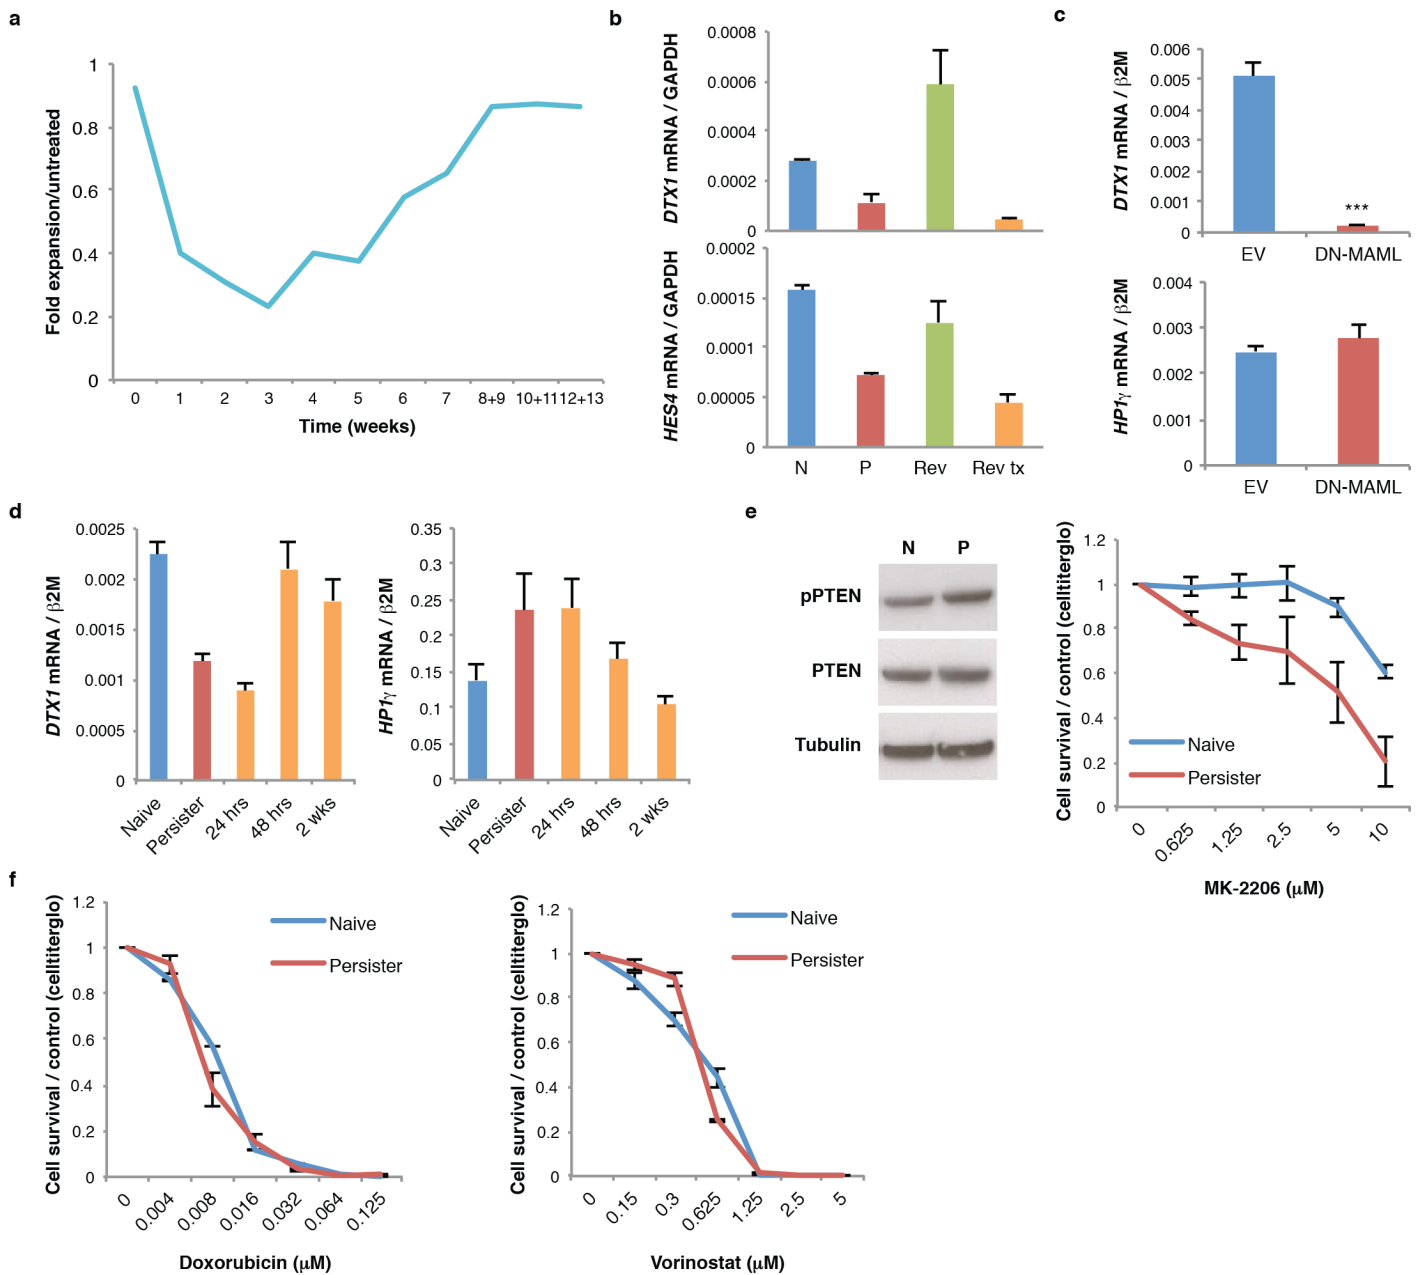 a
Fold expansion/untreated
1
0.8
0.6
0.4
0.2
0
0 1 2 3 4 5 6 7 8+9 10+11 12+13
Time (weeks)
b
DTX1 mRNA / GAPDH
0.0008
0.0006
0.0004
0.0002
0
HES4 mRNA / GAPDH
0.0002
0.00015
0.0001
0.00005
0
N P Rev Rev tx
c
DTX1 mRNA / β2M
0.006
0.005
0.004
0.003
0.002
0.001
0
***
EV DN-MAML
HP1γ mRNA / β2M
0.004
0.003
0.002
0.001
0
EV DN-MAML
d
DTX1 mRNA / β2M
0.0025
0.002
0.0015
0.001
0.0005
0
Naive Persister 24 hrs 48 hrs 2 wks
HP1γ mRNA / β2M
0.35
0.3
0.25
0.2
0.15
0.1
0.05
0
Naive Persister 24 hrs 48 hrs 2 wks
e
N P
pPTEN
PTEN
Tubulin
Cell survival / control (celltiterglo)
1.2
1
0.8
0.6
0.4
0.2
0
Naive
Persister
0 0.625 1.25 2.5 5 10
MK-2206 (μM)
f
Cell survival / control (celltiterglo)
1.2
1
0.8
0.6
0.4
0.2
0
Naive
Persister
0 0.004 0.008 0.016 0.032 0.064 0.125
Doxorubicin (μM)
Cell survival / control (celltiterglo)
1.2
1
0.8
0.6
0.4
0.2
0
Naive
Persister
0 0.15 0.3 0.625 1.25 2.5 5
Vorinostat (μM)